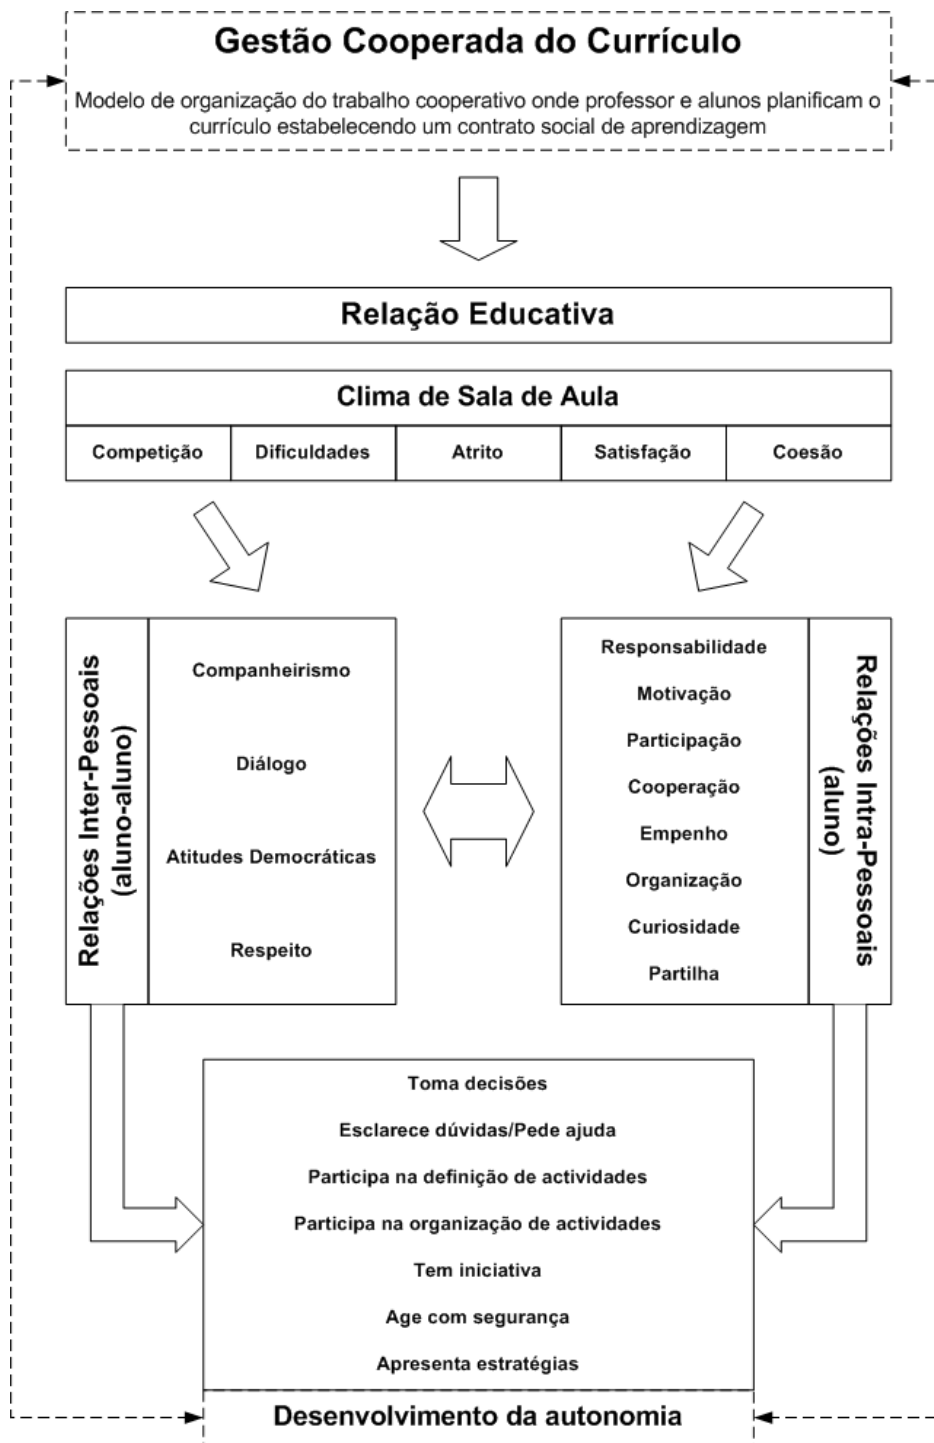 Gestão Cooperada do Currículo
Modelo de organização do trabalho cooperativo onde professor e alunos planificam o
currículo estabelecendo um contrato social de aprendizagem
Relação Educativa
Clima de Sala de Aula
Competição
Dificuldades
Atrito
Satisfação
Coesão
Relações Inter-Pessoais
(aluno-aluno)
Companheirismo
Diálogo
Atitudes Democráticas
Respeito
Responsabilidade
Motivação
Participação
Cooperação
Empenho
Organização
Curiosidade
Partilha
Relações Intra-Pessoais
(aluno)
Toma decisões
Esclarece dúvidas/Pede ajuda
Participa na definição de actividades
Participa na organização de actividades
Tem iniciativa
Age com segurança
Apresenta estratégias
Desenvolvimento da autonomia